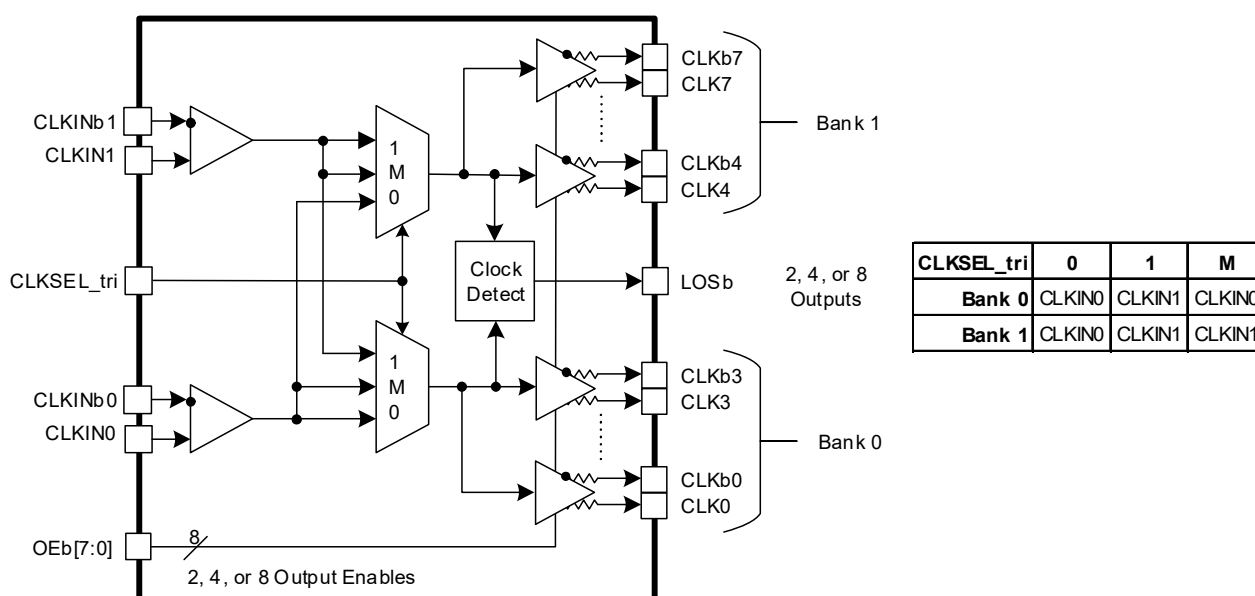 CLKINb1
CLKIN1
CLKSEL_tri
CLKINb0
CLKIN0
OEb[7:0]
8
2, 4, or 8 Output Enables
1
M
0
1
M
0
Clock
Detect
CLKb7
CLK7
CLKb4
CLK4
LOSb
CLKb3
CLK3
CLKb0
CLK0
Bank 1
2, 4, or 8
Outputs
Bank 0
CLKSEL_tri 0 1 M
Bank 0 CLKIN0 CLKIN1 CLKIN0
Bank 1 CLKIN0 CLKIN1 CLKIN1